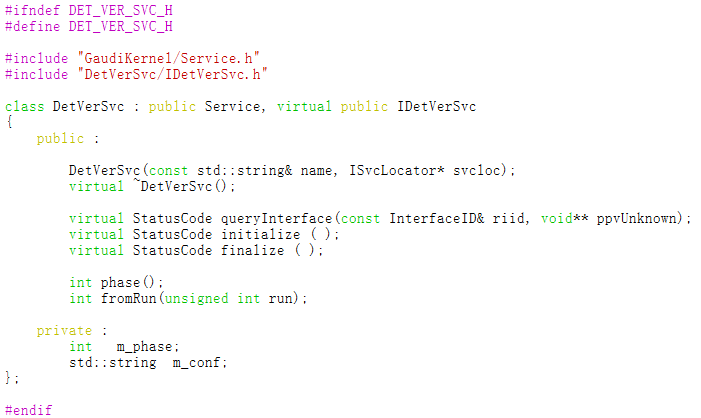 #ifndef DET_VER_SVC_H
#define DET_VER_SVC_H

#include "GaudiKernel/Service.h"
#include "DetVerSvc/IDetVerSvc.h"

class DetVerSvc : public Service, virtual public IDetVerSvc
{
    public :

        DetVerSvc(const std::string& name, ISvcLocator* svcloc);
        virtual ~DetVerSvc();

        virtual StatusCode queryInterface(const InterfaceID& riid, void** ppvUnknown);
        virtual StatusCode initialize ( );
        virtual StatusCode finalize ( );

        int phase();
        int fromRun(unsigned int run);

    private :
        int   m_phase;
        std::string  m_conf;
};

#endif